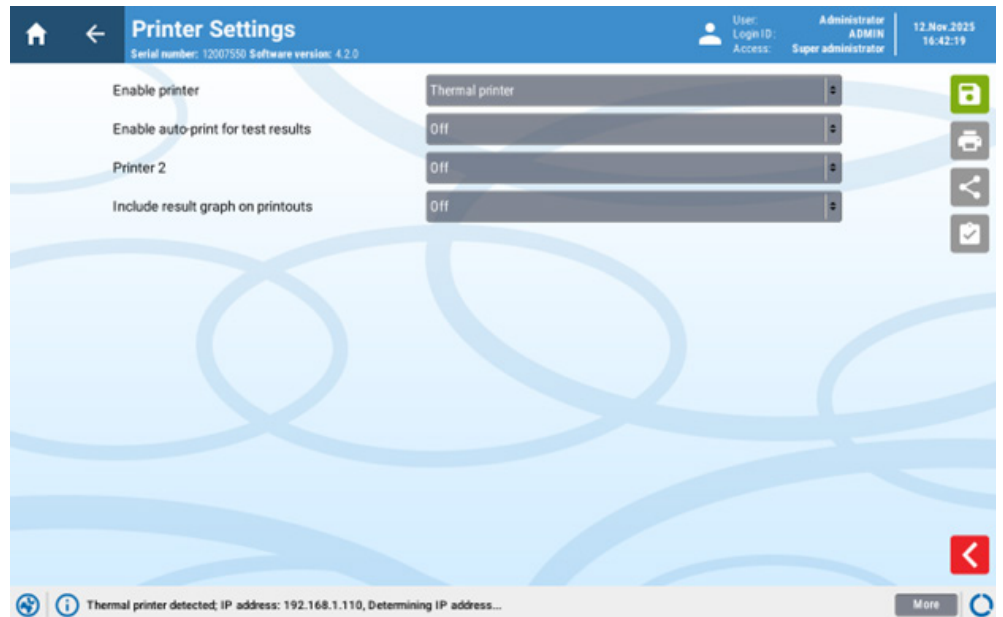 Printer Settings
Serial number: 12007550 Software version: 4.2.0
User: Administrator
Login ID: ADMIN
Access: Super administrator
12.Nov.2025
16:42:19
Enable printer Thermal printer
Enable auto-print for test results Off
Printer 2 Off
Include result graph on printouts Off
Thermal printer detected; IP address: 192.168.1.110, Determining IP address...
More